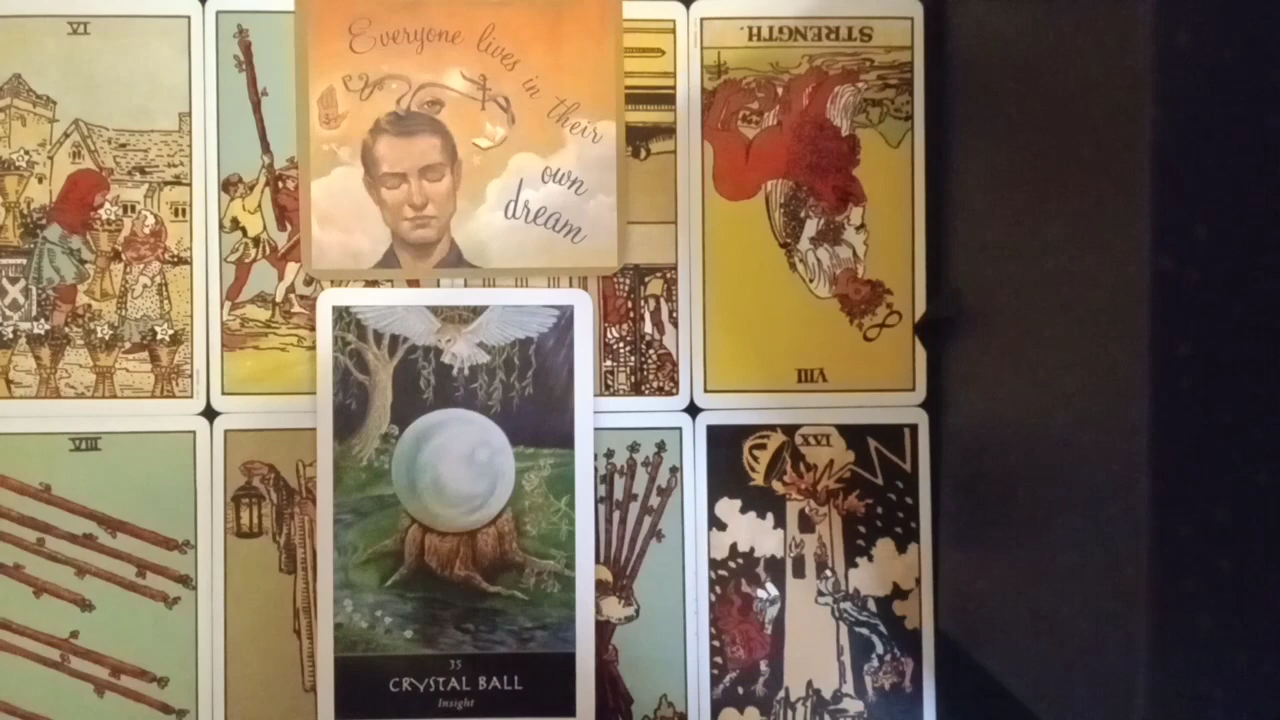 VI
Everyone lives in their
own
dream
STRENGTH.
VIII
VIII
XVI
35
CRYSTAL BALL
Insight